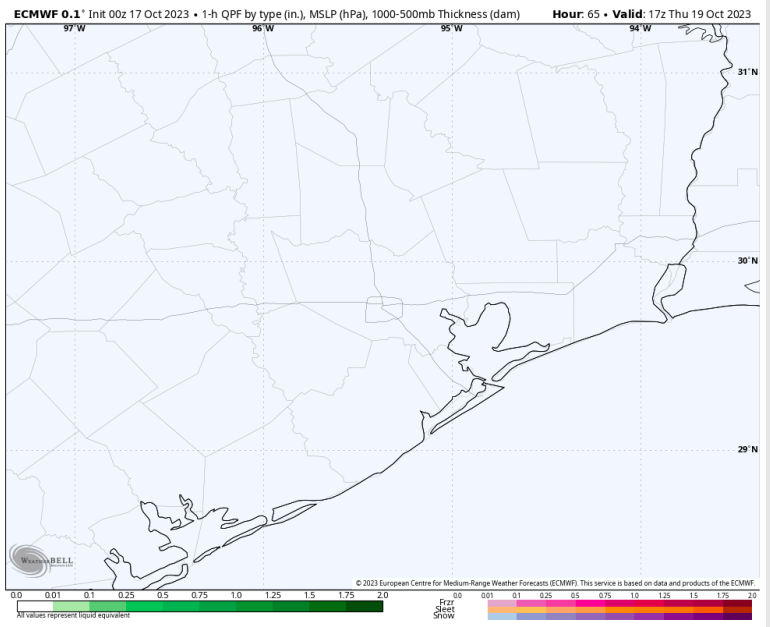 ECMWF 0.1° Init 00z 17 Oct 2023 • 1-h QPF by type (in.), MSLP (hPa), 1000-500mb Thickness (dam) Hour: 65 • Valid: 17z Thu 19 Oct 2023
97°W 96°W 95°W 94°W
31°N
30°N
29°N
WeatherBELL
© 2023 European Centre for Medium-Range Weather Forecasts (ECMWF). This service is based on data and products of the ECMWF.
0.0 0.01 0.1 0.25 0.5 0.75 1.0 1.25 1.5 1.75 2.0
0.0 0.01 0.1 0.25 0.5 0.75 1.0 1.25 1.5 1.75 2.0
Frzr
Sleet
Snow
All values represent liquid equivalent